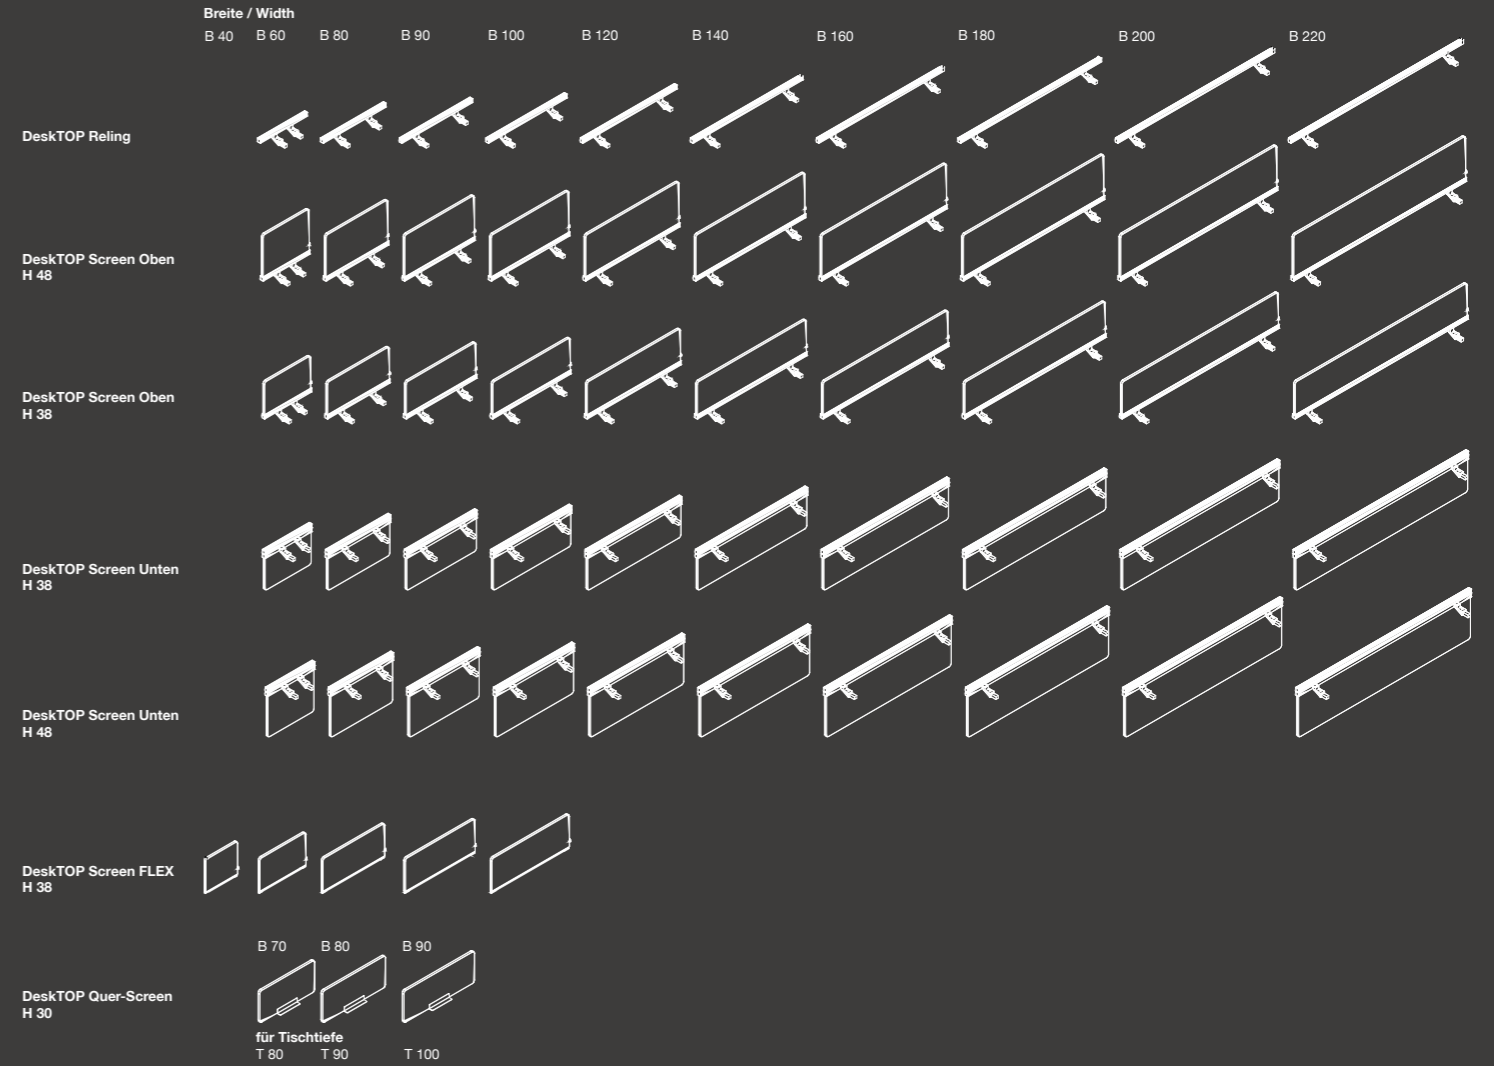 Breite / Width
B 40 B 60 B 80 B 90 B 100 B 120 B 140 B 160 B 180 B 200 B 220
DeskTOP Reling
DeskTOP Screen Oben
H 48
DeskTOP Screen Oben
H 38
DeskTOP Screen Unten
H 38
DeskTOP Screen Unten
H 48
DeskTOP Screen FLEX
H 38
B 70 B 80 B 90
DeskTOP Quer-Screen
H 30
für Tischtiefe
T 80 T 90 T 100